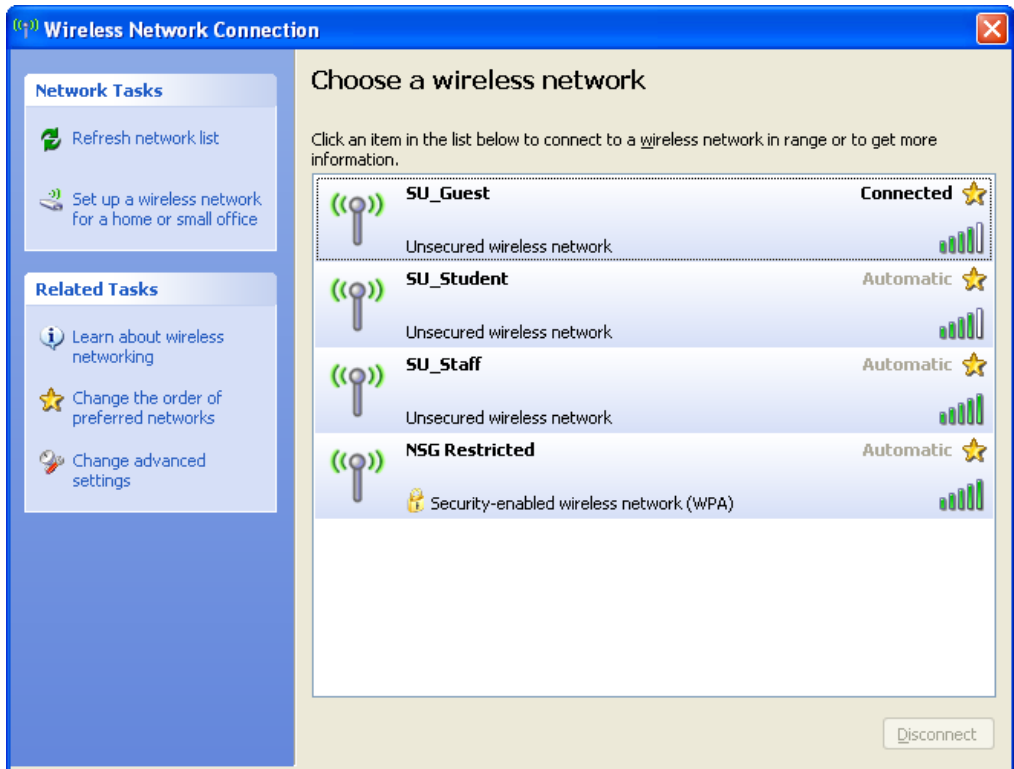 Wireless Network Connection
Network Tasks
Refresh network list
Set up a wireless network
for a home or small office
Related Tasks
Learn about wireless
networking
Change the order of
preferred networks
Change advanced
settings
Choose a wireless network
Click an item in the list below to connect to a wireless network in range or to get more
information.
SU_Guest Connected
Unsecured wireless network
SU_Student Automatic
Unsecured wireless network
SU_Staff Automatic
Unsecured wireless network
NSG Restricted Automatic
Security-enabled wireless network (WPA)
Disconnect